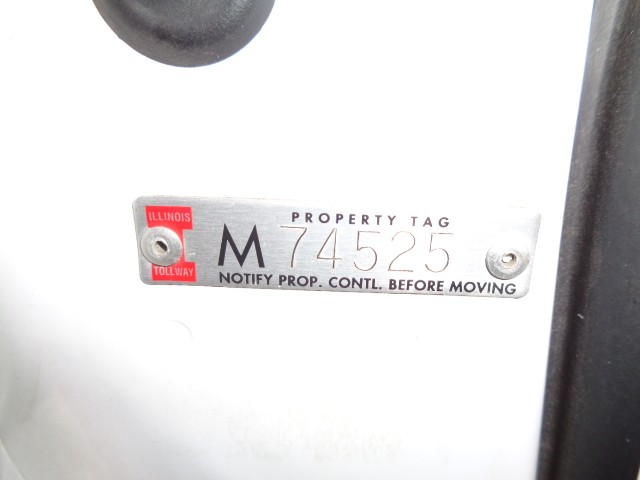 ILLINOIS
TOLLWAY
PROPERTY TAG
M 74525
NOTIFY PROP. CONTL. BEFORE MOVING